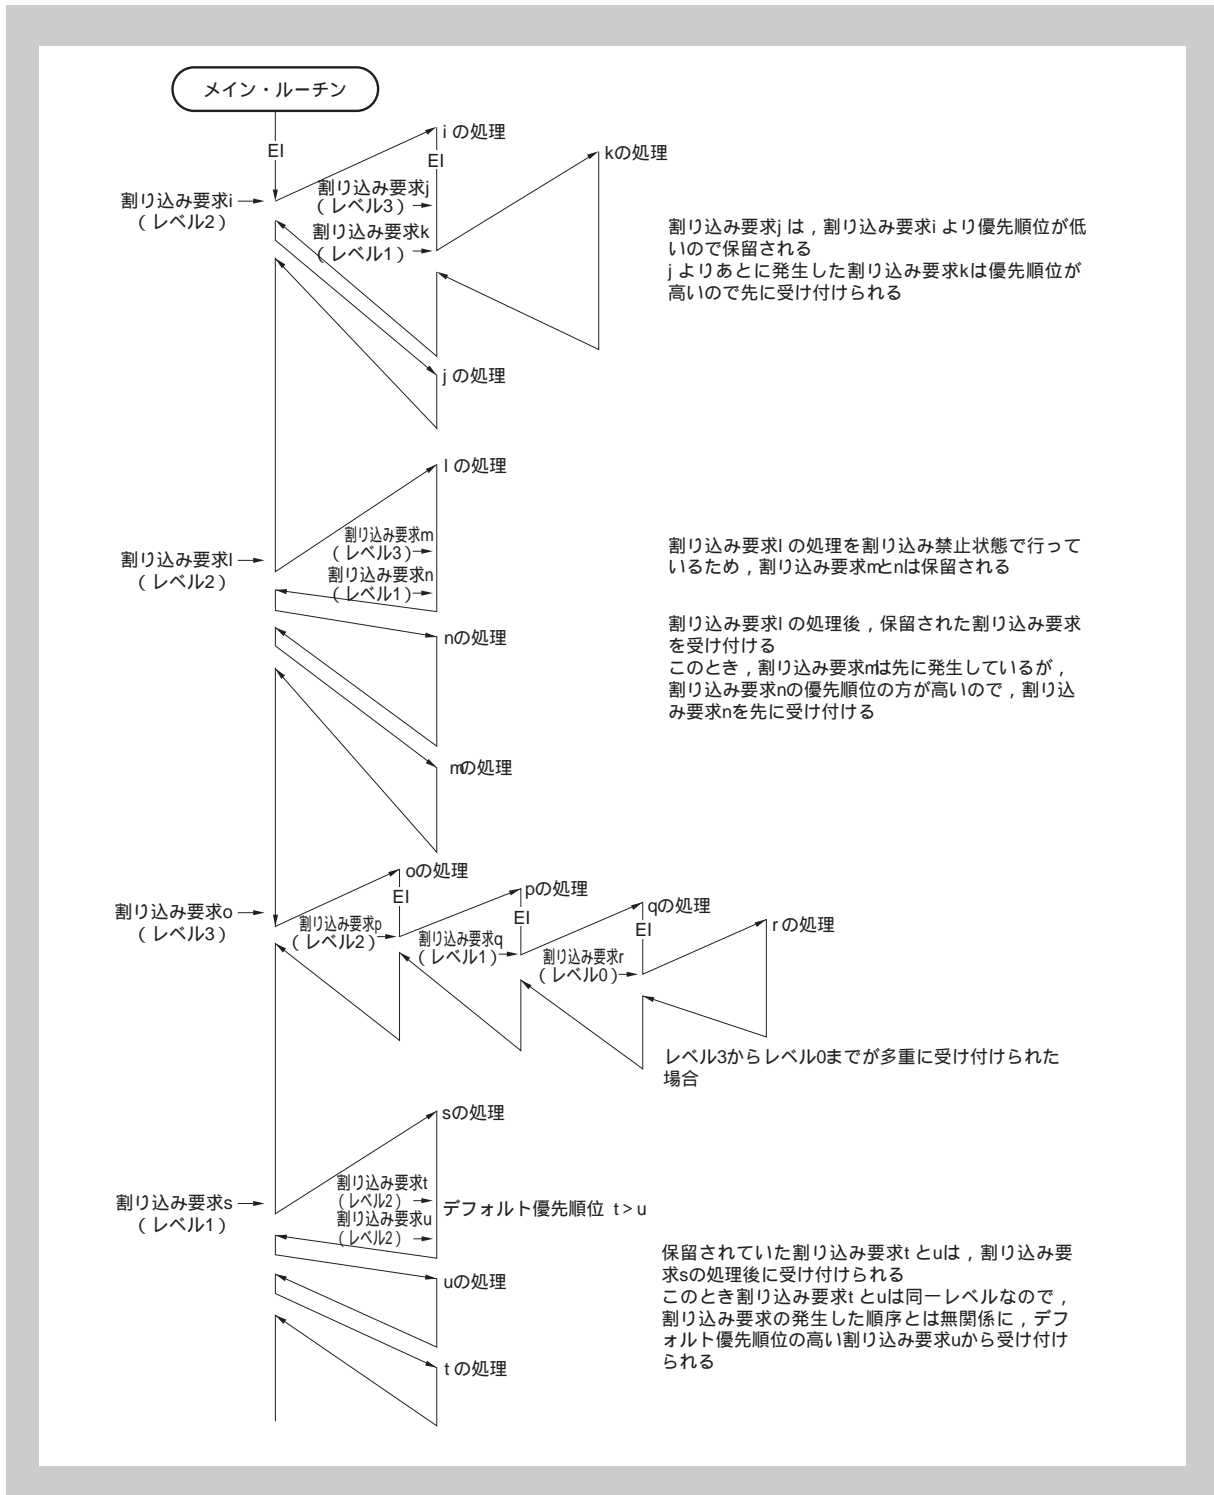 メイン・ルーチン
EI
iの処理
EI
kの処理
割り込み要求i
(レベル2)
割り込み要求j
(レベル3)
割り込み要求k
(レベル1)
割り込み要求jは，割り込み要求iより優先順位が低
いので保留される
jよりあとに発生した割り込み要求kは優先順位が
高いので先に受け付けられる
jの処理
lの処理
割り込み要求l
(レベル2)
割り込み要求m
(レベル3)
割り込み要求n
(レベル1)
割り込み要求lの処理を割り込み禁止状態で行って
いるため，割り込み要求mとnは保留される
割り込み要求lの処理後，保留された割り込み要求
を受け付ける
このとき，割り込み要求mは先に発生しているが，
割り込み要求nの優先順位の方が高いので，割り込
み要求nを先に受け付ける
nの処理
mの処理
割り込み要求o
(レベル3)
oの処理
EI
割り込み要求p
(レベル2)
pの処理
EI
割り込み要求q
(レベル1)
qの処理
EI
割り込み要求r
(レベル0)
rの処理
レベル3からレベル0までが多重に受け付けられた
場合
sの処理
割り込み要求s
(レベル1)
割り込み要求t
(レベル2)
割り込み要求u
(レベル2)
デフォルト優先順位 t>u
保留されていた割り込み要求tとuは，割り込み要
求sの処理後に受け付けられる
このとき割り込み要求tとuは同一レベルなので，
割り込み要求の発生した順序とは無関係に，デフ
ォルト優先順位の高い割り込み要求uから受け付け
られる
uの処理
tの処理